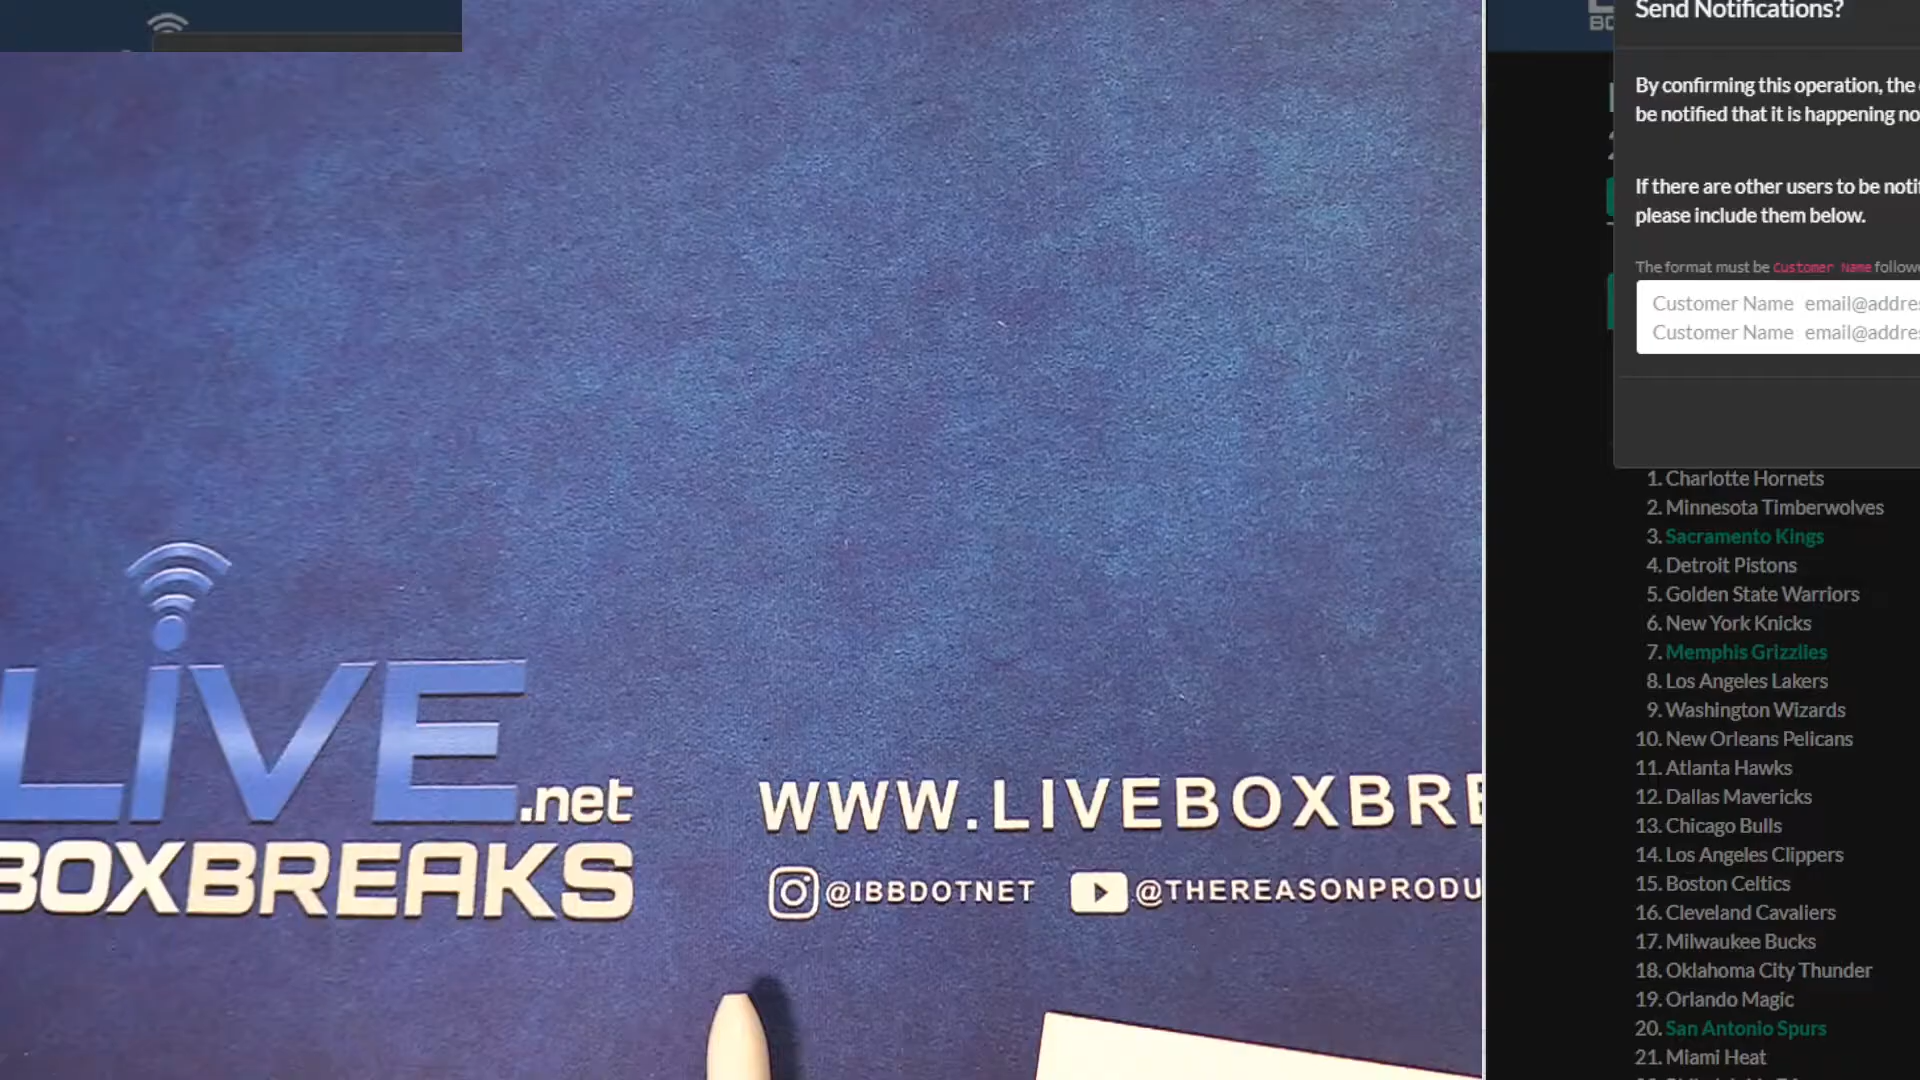 LIVE
.net
BOXBREAKS
WWW.LIVEBOXBRE
@IBBDOTNET @THEREASONPRODU
Send Notifications?
By confirming this operation, the
be notified that it is happening
If there are other users to be
please include them below.
The format must be Customer Name
Customer Name email@addres
Customer Name email@addres
1. Charlotte Hornets
2. Minnesota Timberwolves
3. Sacramento Kings
4. Detroit Pistons
5. Golden State Warriors
6. New York Knicks
7. Memphis Grizzlies
8. Los Angeles Lakers
9. Washington Wizards
10. New Orleans Pelicans
11. Atlanta Hawks
12. Dallas Mavericks
13. Chicago Bulls
14. Los Angeles Clippers
15. Boston Celtics
16. Cleveland Cavaliers
17. Milwaukee Bucks
18. Oklahoma City Thunder
19. Orlando Magic
20. San Antonio Spurs
21. Miami Heat